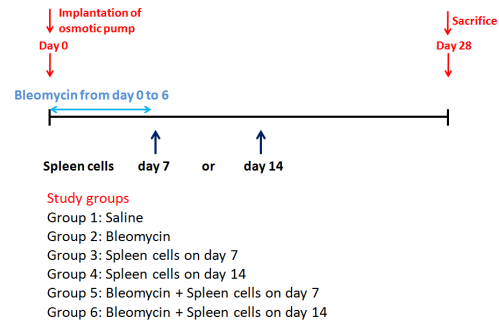 Implantation of
osmotic pump
Sacrifice
Day 0
Day 28
Bleomycin from day 0 to 6
Spleen cells day 7 or day 14
Study groups
Group 1: Saline
Group 2: Bleomycin
Group 3: Spleen cells on day 7
Group 4: Spleen cells on day 14
Group 5: Bleomycin + Spleen cells on day 7
Group 6: Bleomycin + Spleen cells on day 14